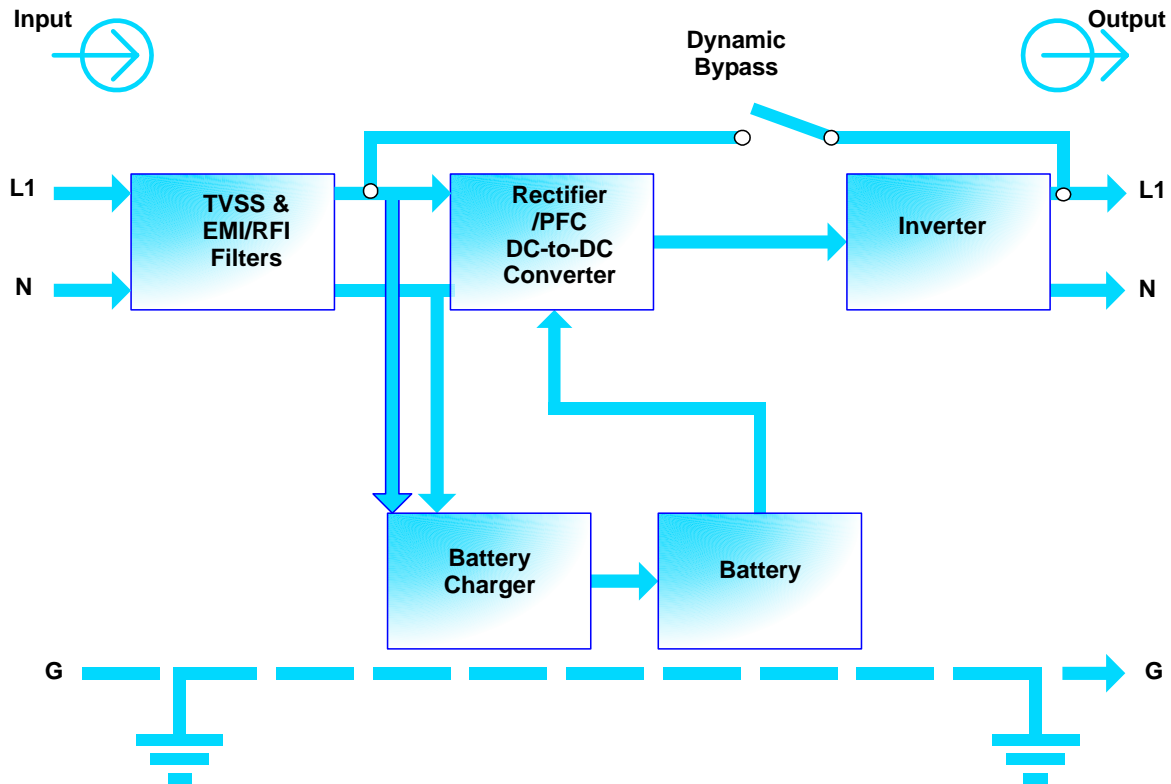 Input
Output
Dynamic
Bypass
L1
TVSS &
EMI/RFI
Filters
Rectifier
/PFC
DC-to-DC
Converter
Inverter
L1
N
N
Battery
Charger
Battery
G
G